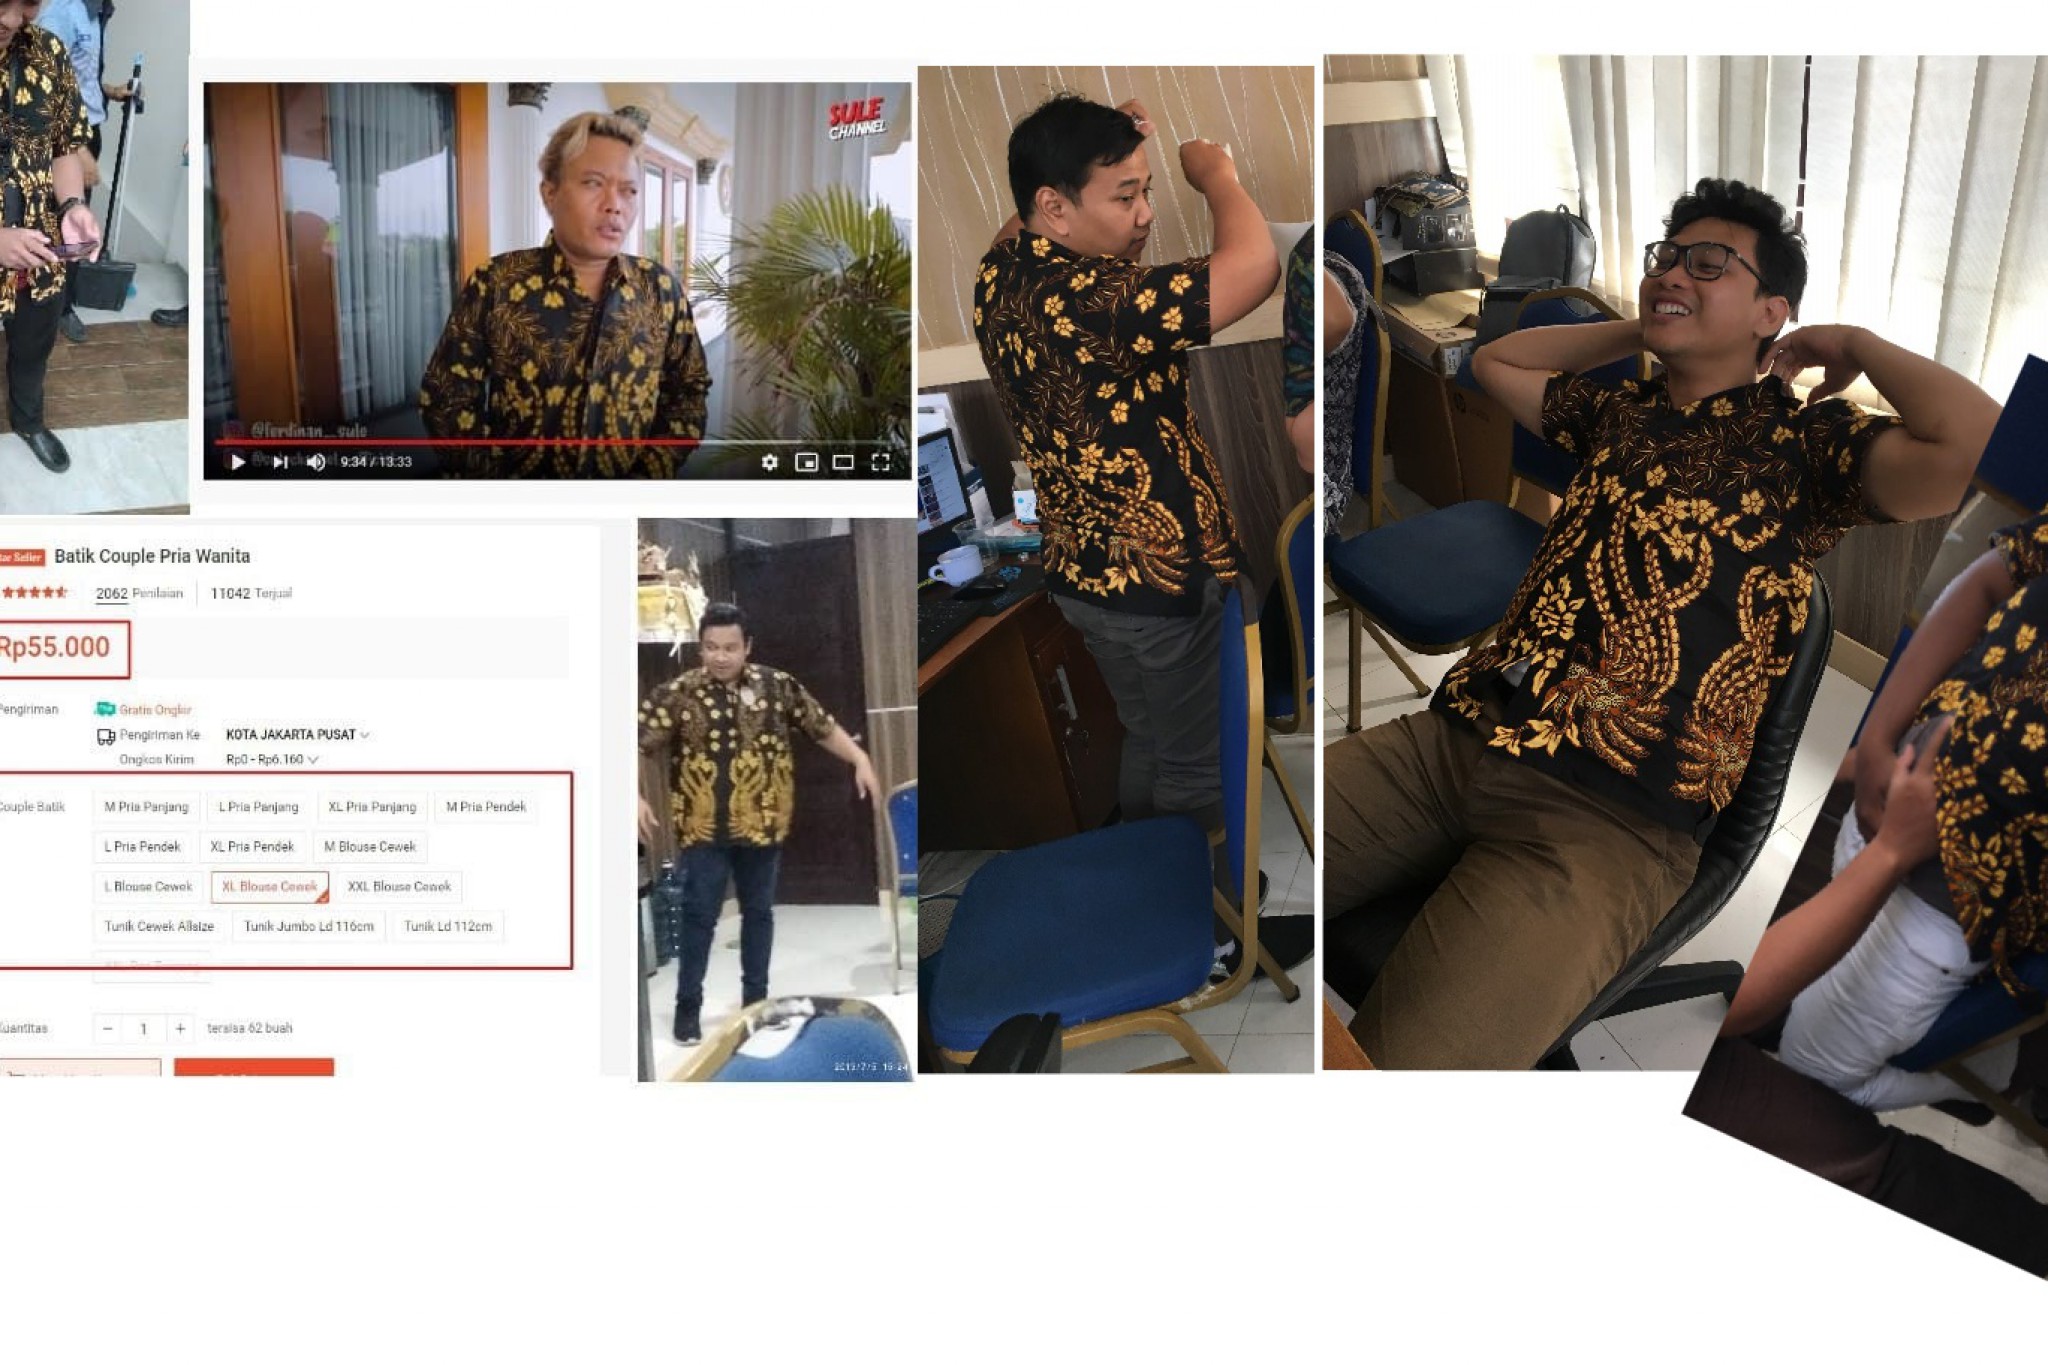 SULE
CHANNEL
@ferdinan_sule
9:34 / 13:33
Star Seller Batik Couple Pria Wanita
2062 Penilaian 11042 Terjual
Rp55.000
Pengiriman Gratis Ongkir
Pengiriman Ke KOTA JAKARTA PUSAT
Ongkos Kirim Rp0 - Rp6.160
Couple Batik M Pria Panjang L Pria Panjang XL Pria Panjang M Pria Pendek
L Pria Pendek XL Pria Pendek M Blouse Cewek
L Blouse Cewek XL Blouse Cewek XXL Blouse Cewek
Tunik Cewek Allsize Tunik Jumbo Ld 116cm Tunik Ld 112cm
Kuantitas − 1 + tersisa 62 buah